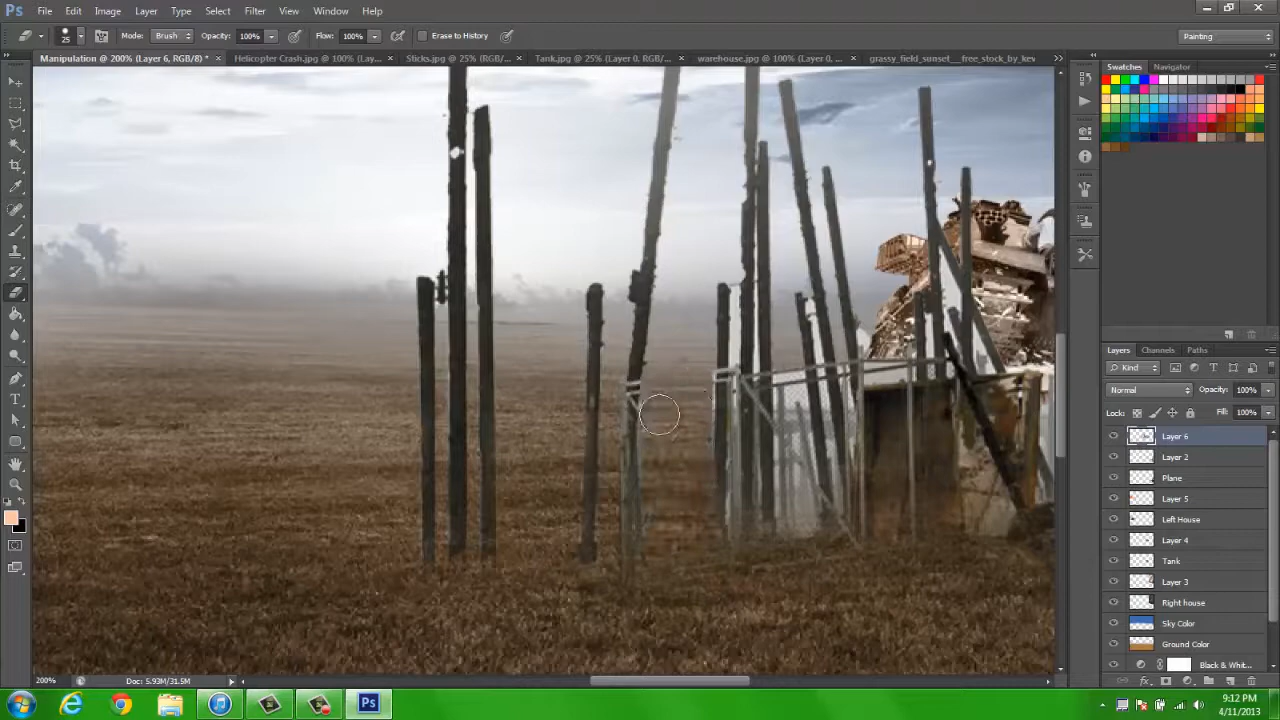 Ps File Edit Image Layer Type Select Filter View Window Help
25 Mode: Brush Opacity: 100% Flow: 100% Erase to History Painting
Manipulation @ 200% (Layer 6, RGB/8) * × Helicopter Crash.jpg @ 100% (Lay... × Sticks.jpg @ 25% (RGB/... × Tank.jpg @ 25% (Layer 0, RGB/... × warehouse.jpg @ 100% (Layer 0, ... × grassy_field_sunset__free_stock_by_kev
Swatches Navigator
Layers Channels Paths
Kind
Normal Opacity: 100%
Lock: Fill: 100%
Layer 6
Layer 2
Plane
Layer 5
Left House
Layer 4
Tank
Layer 3
Right house
Sky Color
Ground Color
Black & Whit...
200% Doc: 5.93M/31.5M
Ps 9:12 PM
4/11/2013